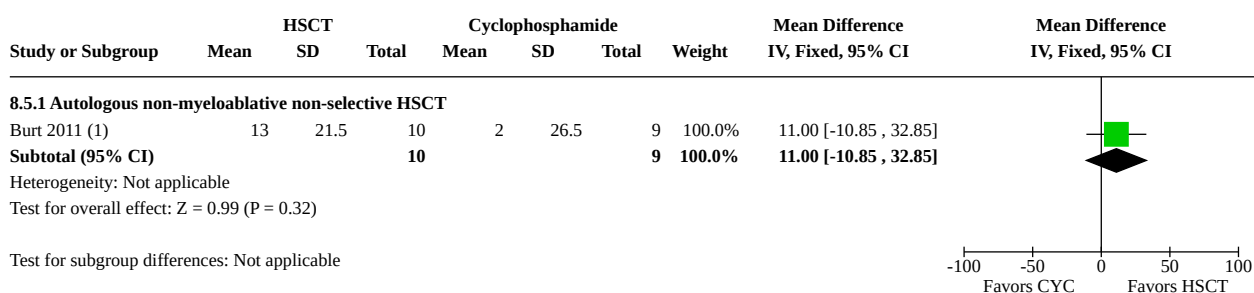 HSCT Cyclophosphamide Mean Difference Mean Difference
Study or Subgroup Mean SD Total Mean SD Total Weight IV, Fixed, 95% CI IV, Fixed, 95% CI
8.5.1 Autologous non-myeloablative non-selective HSCT
Burt 2011 (1) 13 21.5 10 2 26.5 9 100.0% 11.00 [-10.85 , 32.85]
Subtotal (95% CI) 10 9 100.0% 11.00 [-10.85 , 32.85]
Heterogeneity: Not applicable
Test for overall effect: Z = 0.99 (P = 0.32)
Test for subgroup differences: Not applicable
-100 -50 0 50 100
Favors CYC Favors HSCT